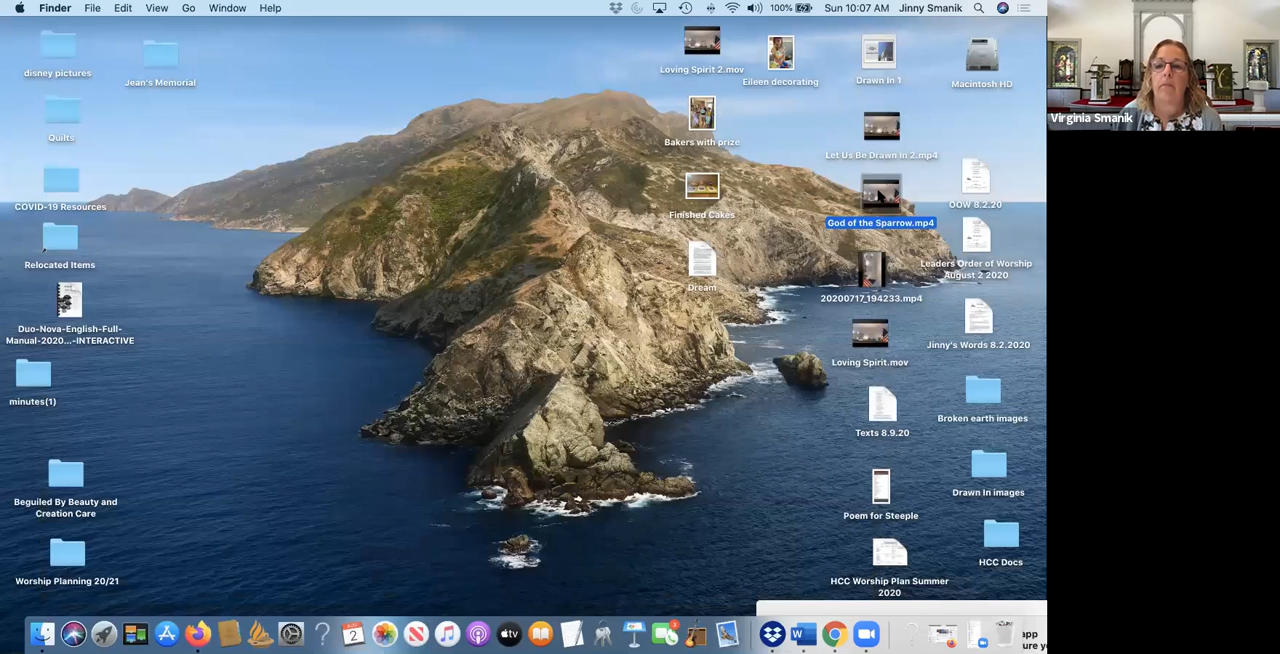 Finder File Edit View Go Window Help
100% Sun 10:07 AM Jinny Smanik
disney pictures
Jean's Memorial
Quilts
COVID-19 Resources
Relocated Items
Duo-Nova-English-Full-
Manual-2020...-INTERACTIVE
minutes(1)
Beguiled By Beauty and
Creation Care
Worship Planning 20/21
Loving Spirit 2.mov
Eileen decorating
Bakers with prize
Finished Cakes
Dream
Drawn In 1
Let Us Be Drawn In 2.mp4
God of the Sparrow.mp4
20200717_194233.mp4
Loving Spirit.mov
Texts 8.9.20
Poem for Steeple
HCC Worship Plan Summer
2020
Macintosh HD
OOW 8.2.20
Leaders Order of Worship
August 2 2020
Jinny's Words 8.2.2020
Broken earth images
Drawn In images
HCC Docs
Virginia Smanik
2
tv
3
W
app
ure y